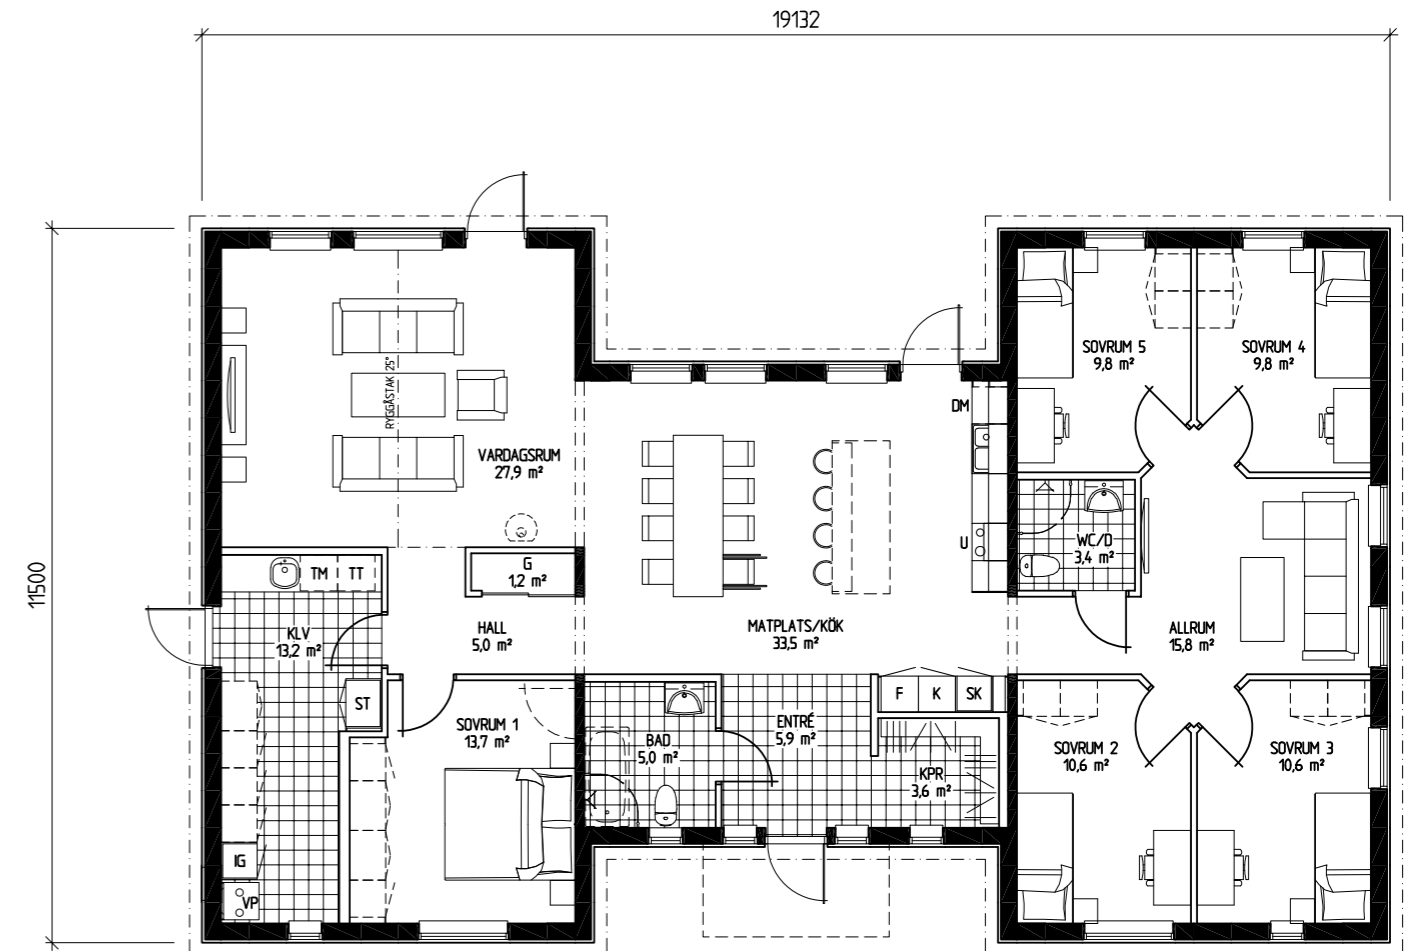 19132
11500
SOVRUM 5
9,8 m²
SOVRUM 4
9,8 m²
RYGGÅSTAK 25°
DM
VARDAGSRUM
27,9 m²
U
WC/D
3,4 m²
G
1,2 m²
TM TT
KLV
13,2 m²
HALL
5,0 m²
MATPLATS/KÖK
33,5 m²
ALLRUM
15,8 m²
ST
F K SK
SOVRUM 1
13,7 m²
BAD
5,0 m²
ENTRÉ
5,9 m²
KPR
3,6 m²
SOVRUM 2
10,6 m²
SOVRUM 3
10,6 m²
IG
VP